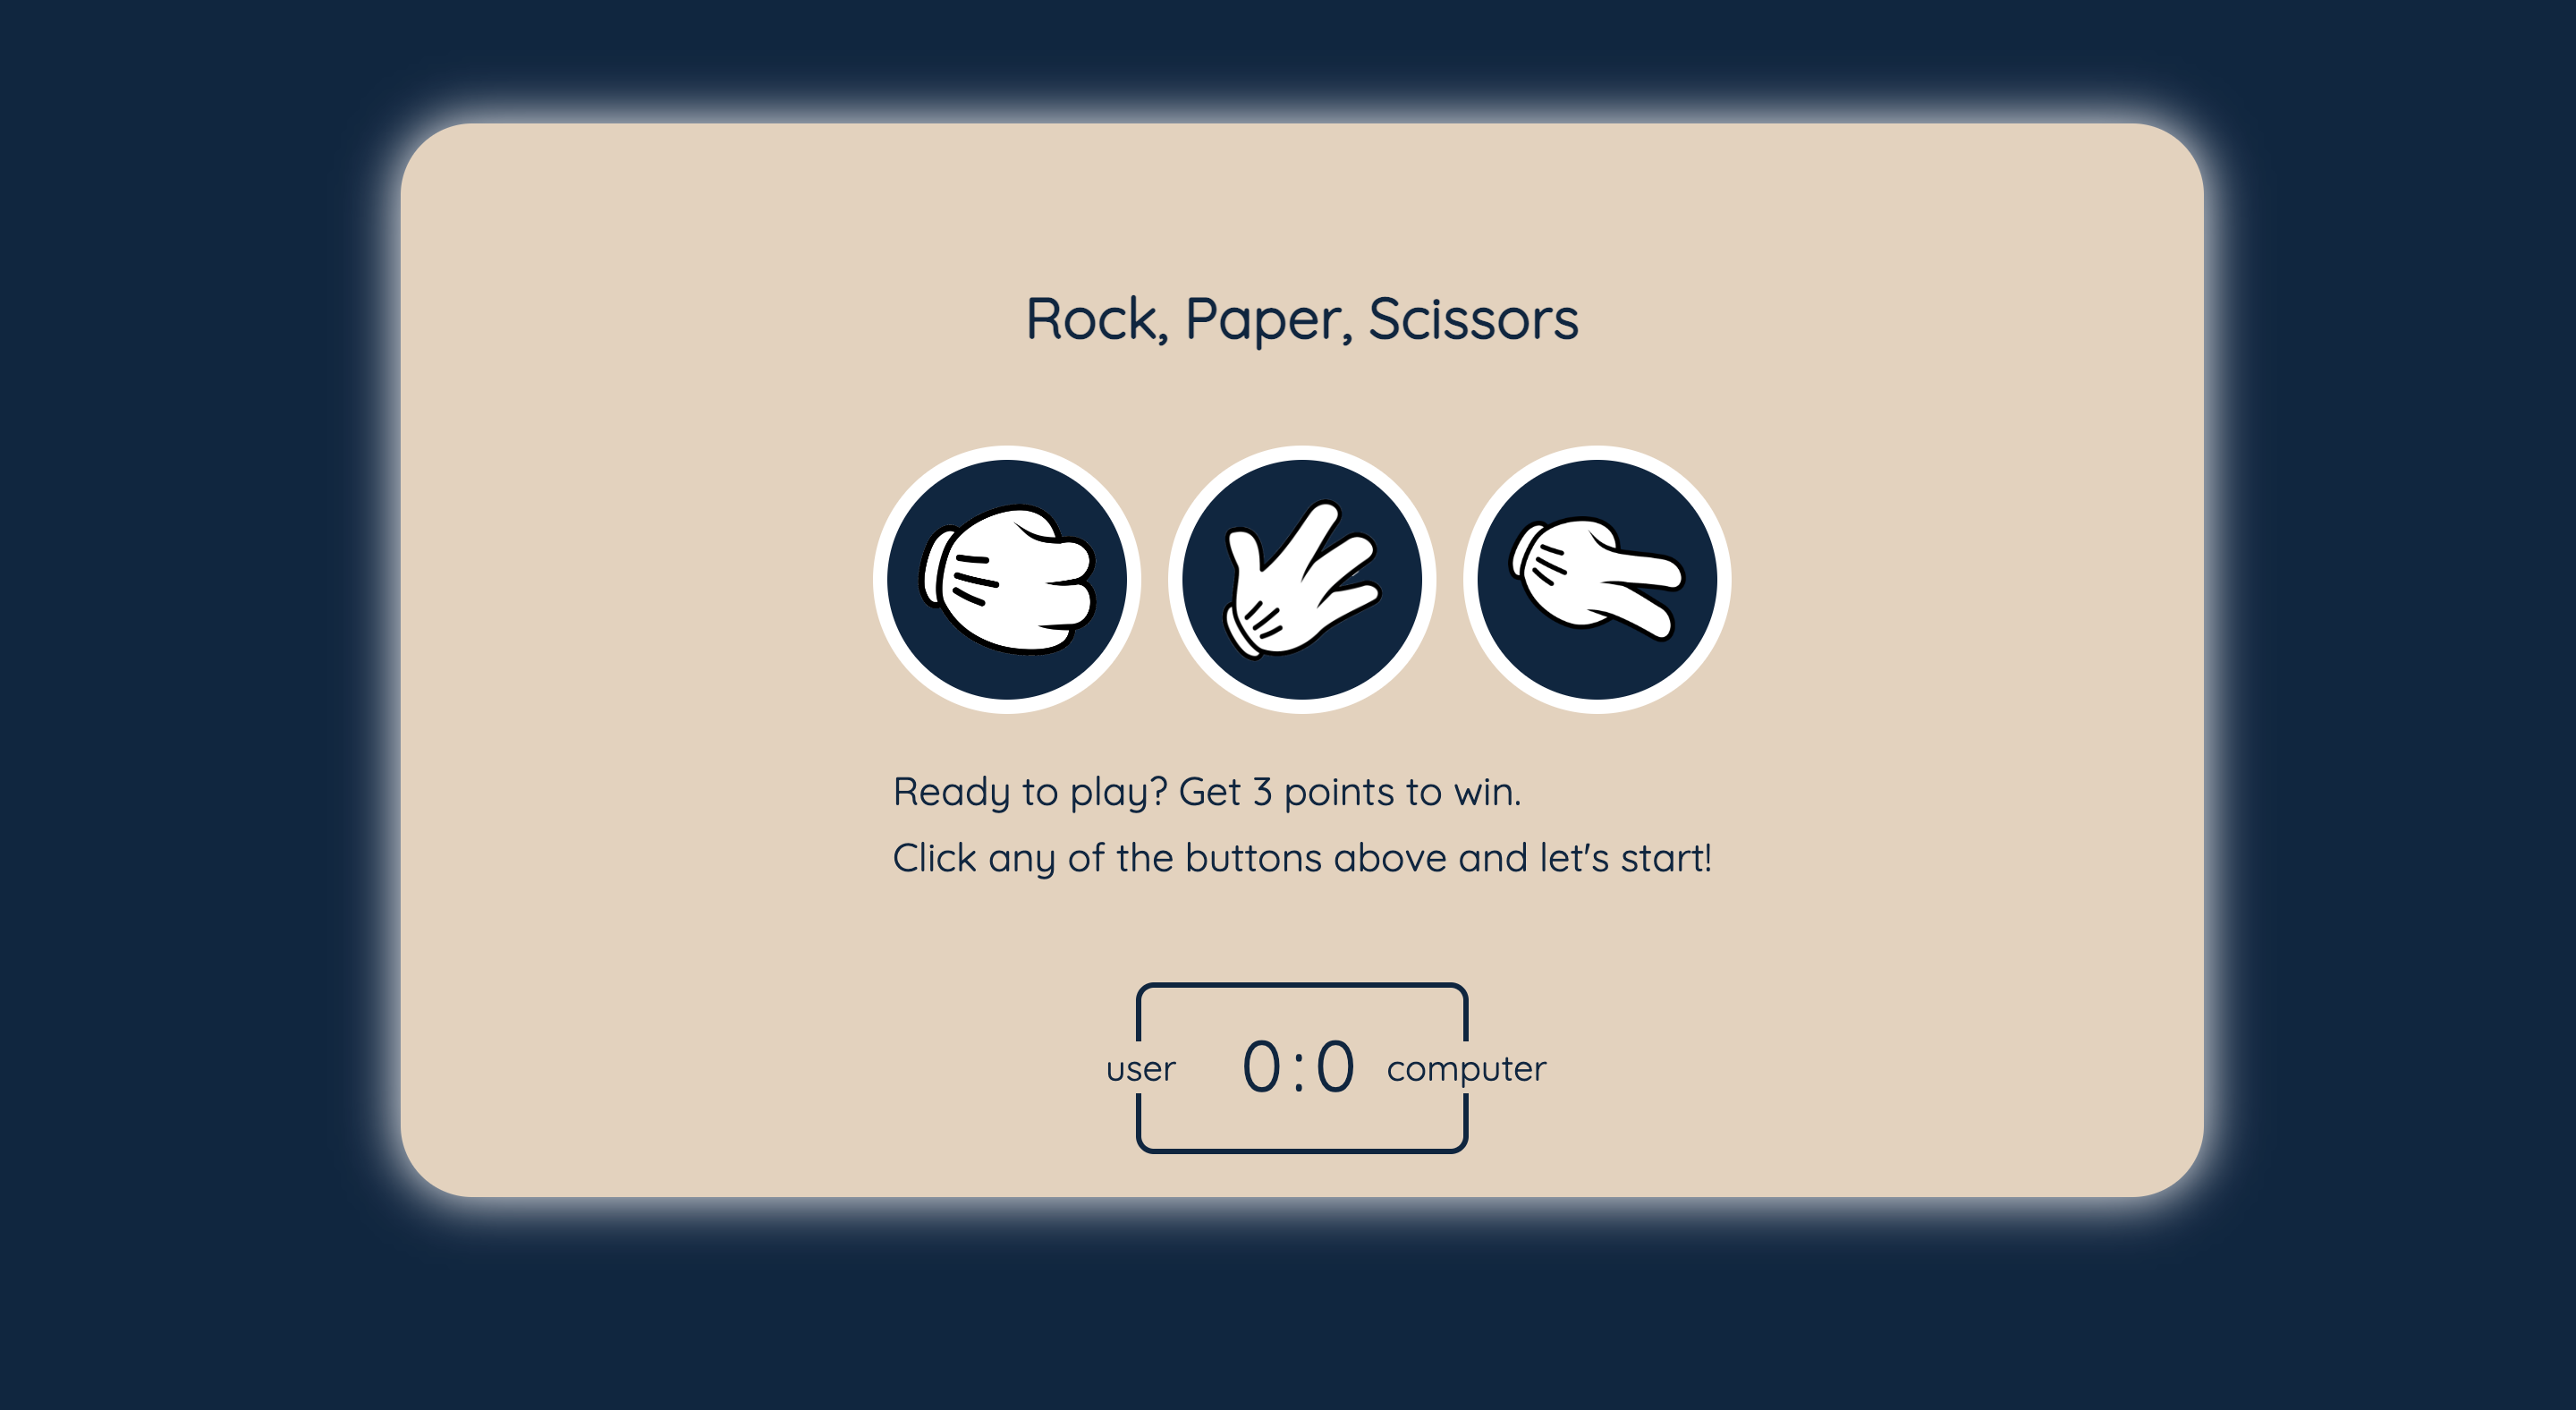 Rock, Paper, Scissors
Ready to play? Get 3 points to win.
Click any of the buttons above and let's start!
user 0:0 computer